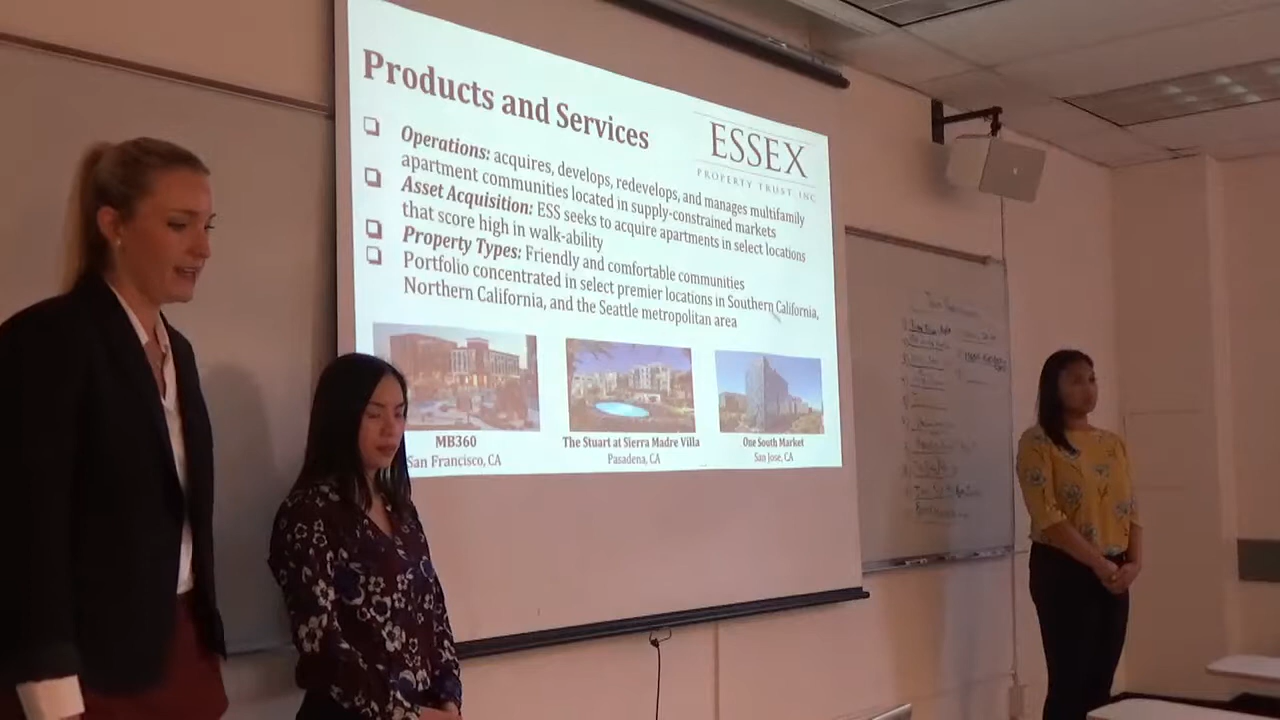 Products and Services
ESSEX
PROPERTY TRUST, INC
Operations: acquires, develops, redevelops, and manages multifamily
apartment communities located in supply-constrained markets
Asset Acquisition: ESS seeks to acquire apartments in select locations
that score high in walk-ability
Property Types: Friendly and comfortable communities
Portfolio concentrated in select premier locations in Southern California,
Northern California, and the Seattle metropolitan area
MB360
San Francisco, CA
The Stuart at Sierra Madre Villa
Pasadena, CA
One South Market
San Jose, CA